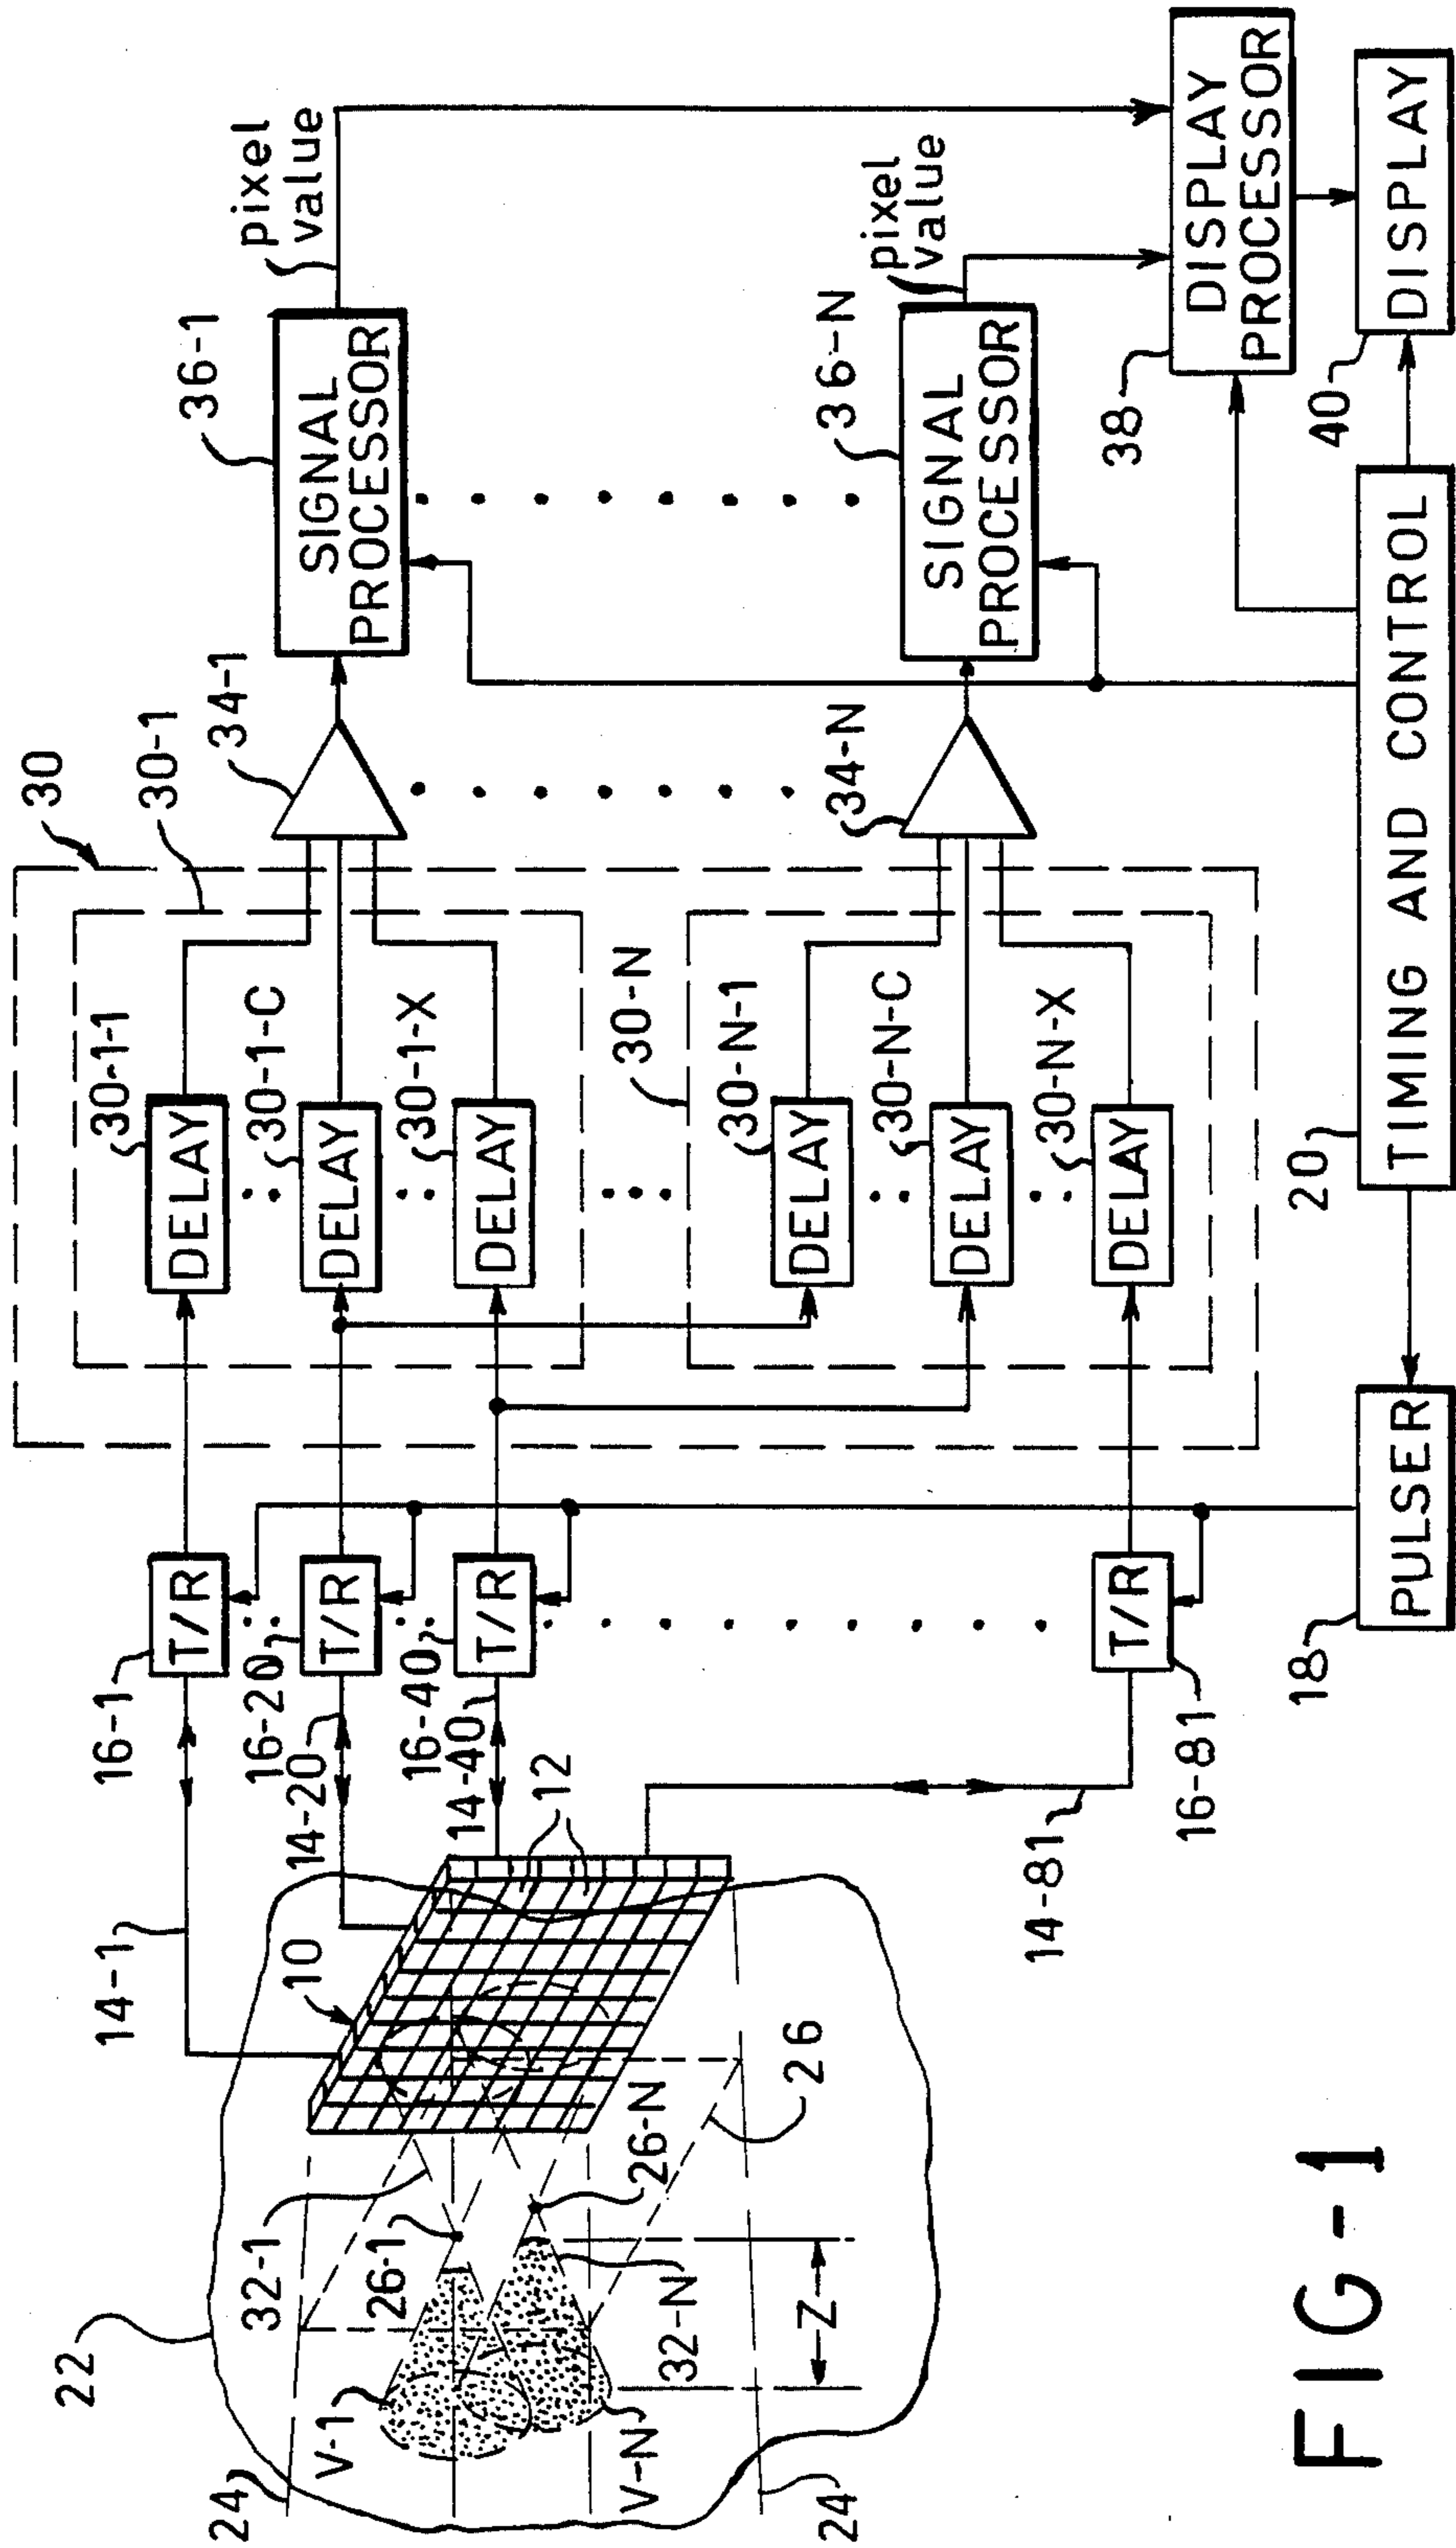 22
24
V-1
V-N
24
32-1
26-1
26-N
32-N
Z
26
10
12
14-1
14-20
14-40
14-81
16-1
16-20
16-40
16-81
T/R
T/R
T/R
T/R
30
30-1
30-1-1
DELAY
30-1-C
DELAY
30-1-X
DELAY
30-N
30-N-1
DELAY
30-N-C
DELAY
30-N-X
DELAY
34-1
34-N
36-1
SIGNAL
PROCESSOR
36-N
SIGNAL
PROCESSOR
pixel
value
pixel
value
38
DISPLAY
PROCESSOR
40
DISPLAY
20
TIMING AND CONTROL
18
PULSER
FIG-1